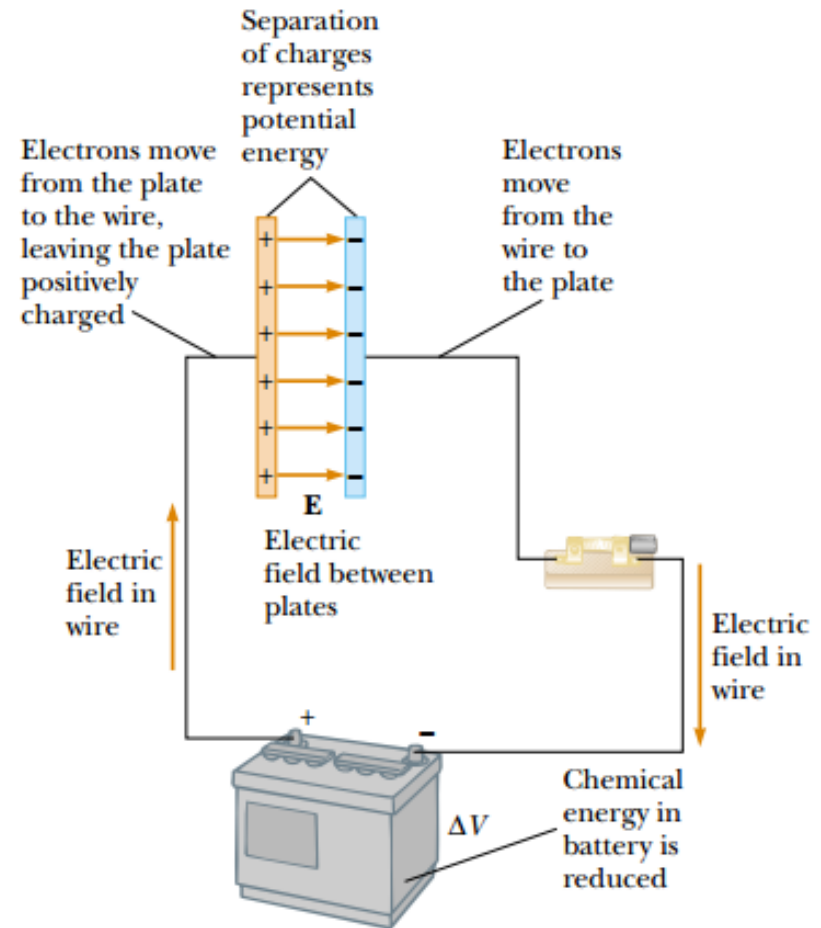 Separation
of charges
represents
potential
energy
Electrons move
from the plate
to the wire,
leaving the plate
positively
charged
Electrons
move
from the
wire to
the plate
+ −
+ −
+ −
+ −
+ −
+ −
E
Electric
field between
plates
Electric
field in
wire
Electric
field in
wire
+ −
ΔV
Chemical
energy in
battery is
reduced